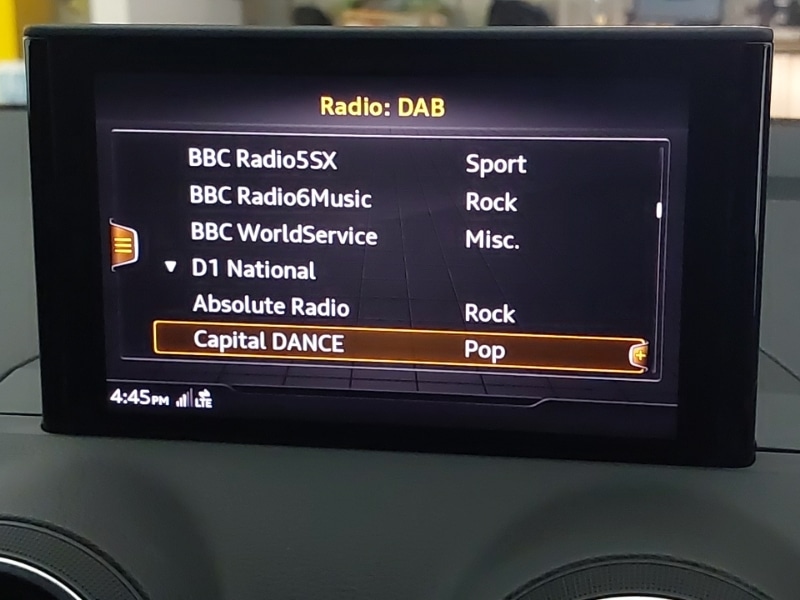 Radio: DAB
BBC Radio5SX Sport
BBC Radio6Music Rock
BBC WorldService Misc.
D1 National
Absolute Radio Rock
Capital DANCE Pop
4:45PM LTE